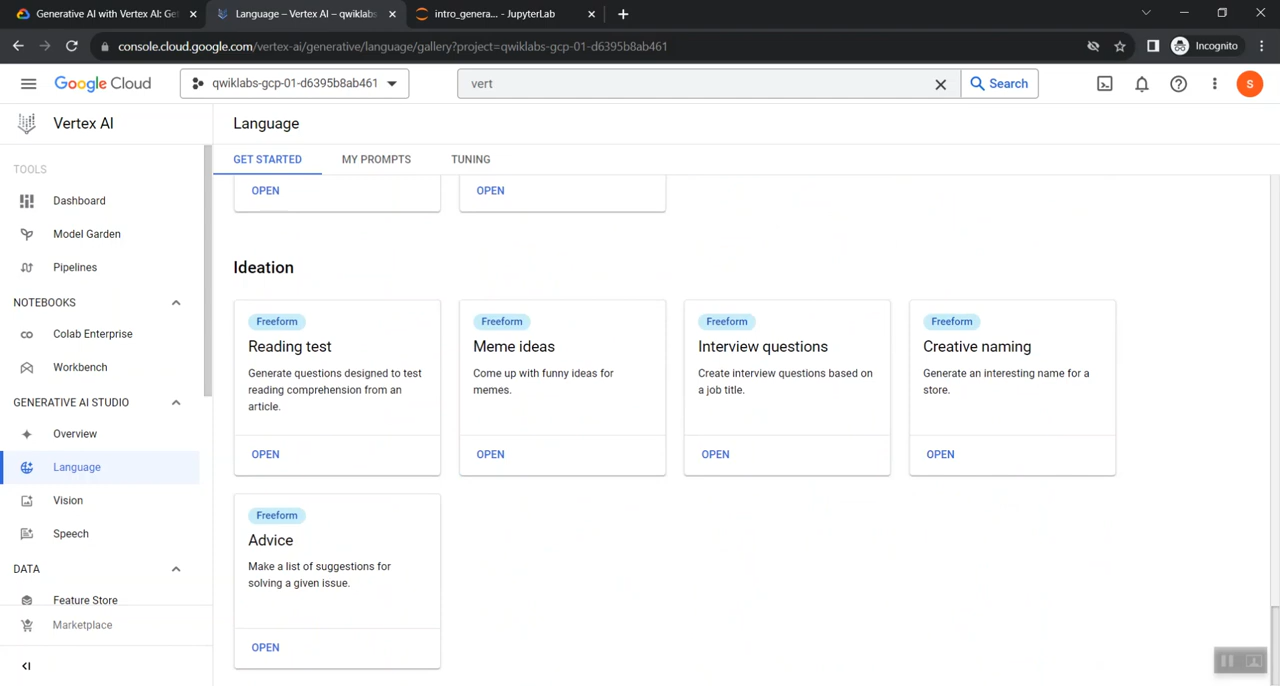 Generative AI with Vertex AI: Get
Language – Vertex AI – qwiklabs
intro_genera... - JupyterLab
console.cloud.google.com/vertex-ai/generative/language/gallery?project=qwiklabs-gcp-01-d6395b8ab461
Incognito
Google Cloud
qwiklabs-gcp-01-d6395b8ab461
vert
Search
S
Vertex AI
TOOLS
Dashboard
Model Garden
Pipelines
NOTEBOOKS
Colab Enterprise
Workbench
GENERATIVE AI STUDIO
Overview
Language
Vision
Speech
DATA
Feature Store
Marketplace
Language
GET STARTED
MY PROMPTS
TUNING
OPEN
OPEN
Ideation
Freeform
Reading test
Generate questions designed to test
reading comprehension from an
article.
OPEN
Freeform
Meme ideas
Come up with funny ideas for
memes.
OPEN
Freeform
Interview questions
Create interview questions based on
a job title.
OPEN
Freeform
Creative naming
Generate an interesting name for a
store.
OPEN
Freeform
Advice
Make a list of suggestions for
solving a given issue.
OPEN